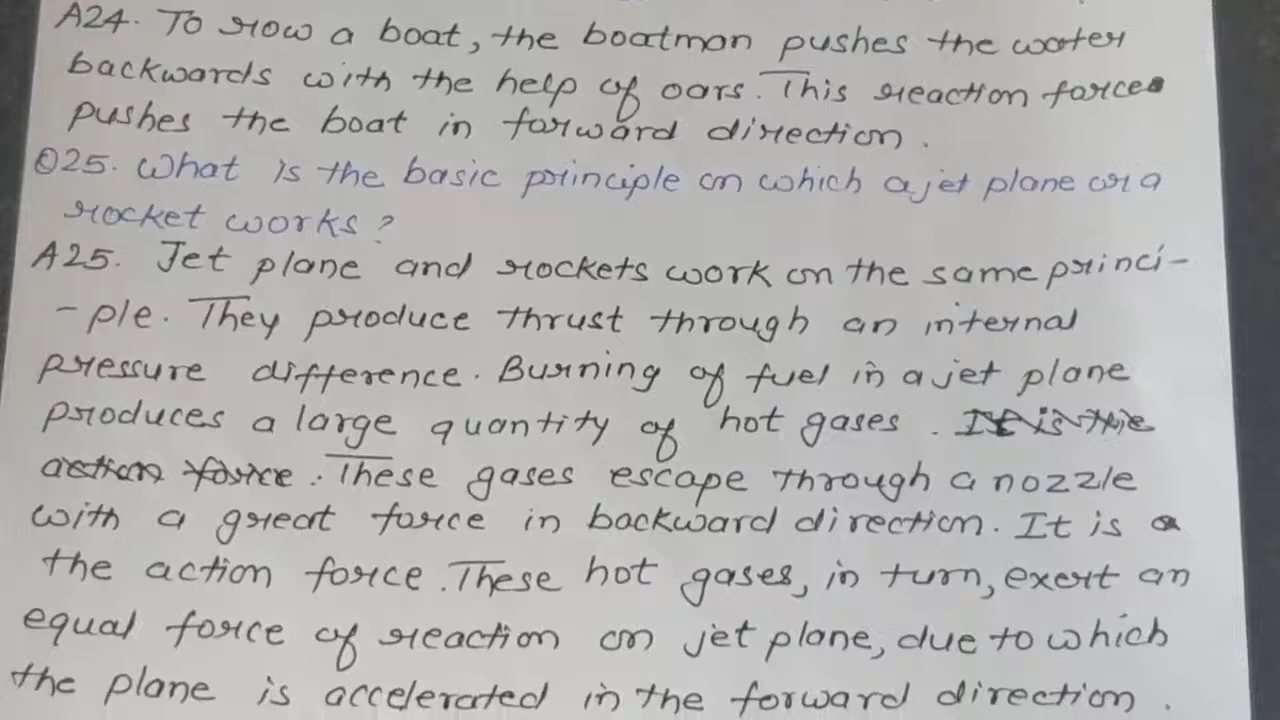 A24. To row a boat, the boatman pushes the water
backwards with the help of oars. This reaction force
pushes the boat in forward direction.
Q25. What is the basic principle on which a jet plane or a
rocket works?
A25. Jet plane and rockets work on the same princi-
-ple. They produce thrust through an internal
pressure difference. Burning of fuel in a jet plane
produces a large quantity of hot gases. It is the
action force. These gases escape through a nozzle
with a great force in backward direction. It is
the action force. These hot gases, in turn, exert an
equal force of reaction on jet plane, due to which
the plane is accelerated in the forward direction.